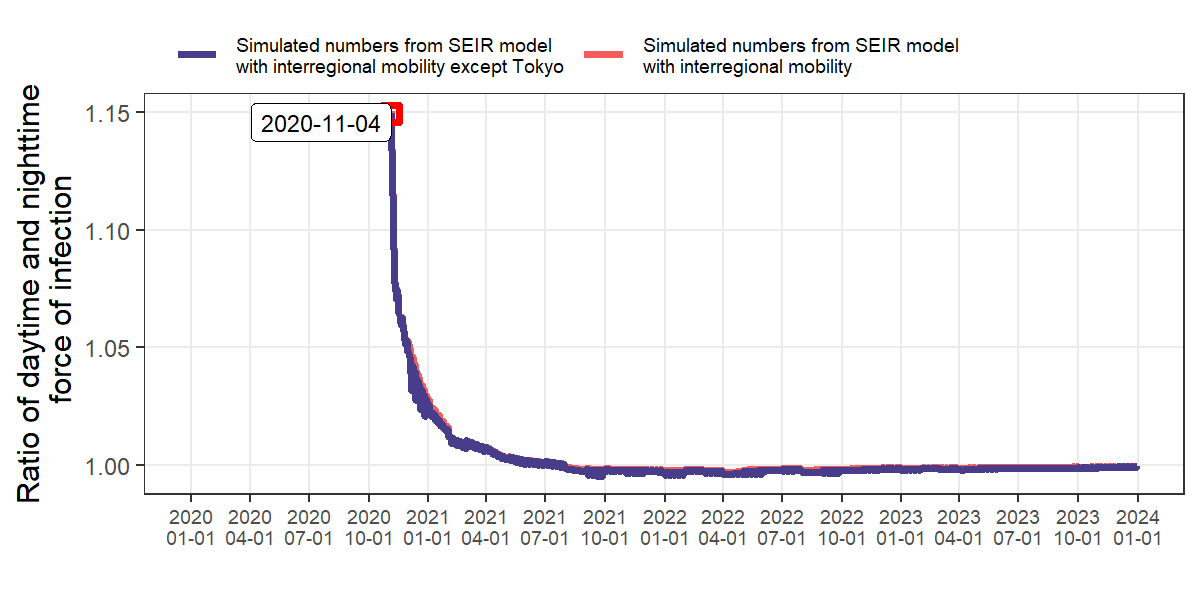 Simulated numbers from SEIR model
with interregional mobility except Tokyo
Simulated numbers from SEIR model
with interregional mobility
Ratio of daytime and nighttime
force of infection
1.15
1.10
1.05
1.00
2020-11-04
2020 2020 2020 2020 2021 2021 2021 2021 2022 2022 2022 2022 2023 2023 2023 2023 2024
01-01 04-01 07-01 10-01 01-01 04-01 07-01 10-01 01-01 04-01 07-01 10-01 01-01 04-01 07-01 10-01 01-01